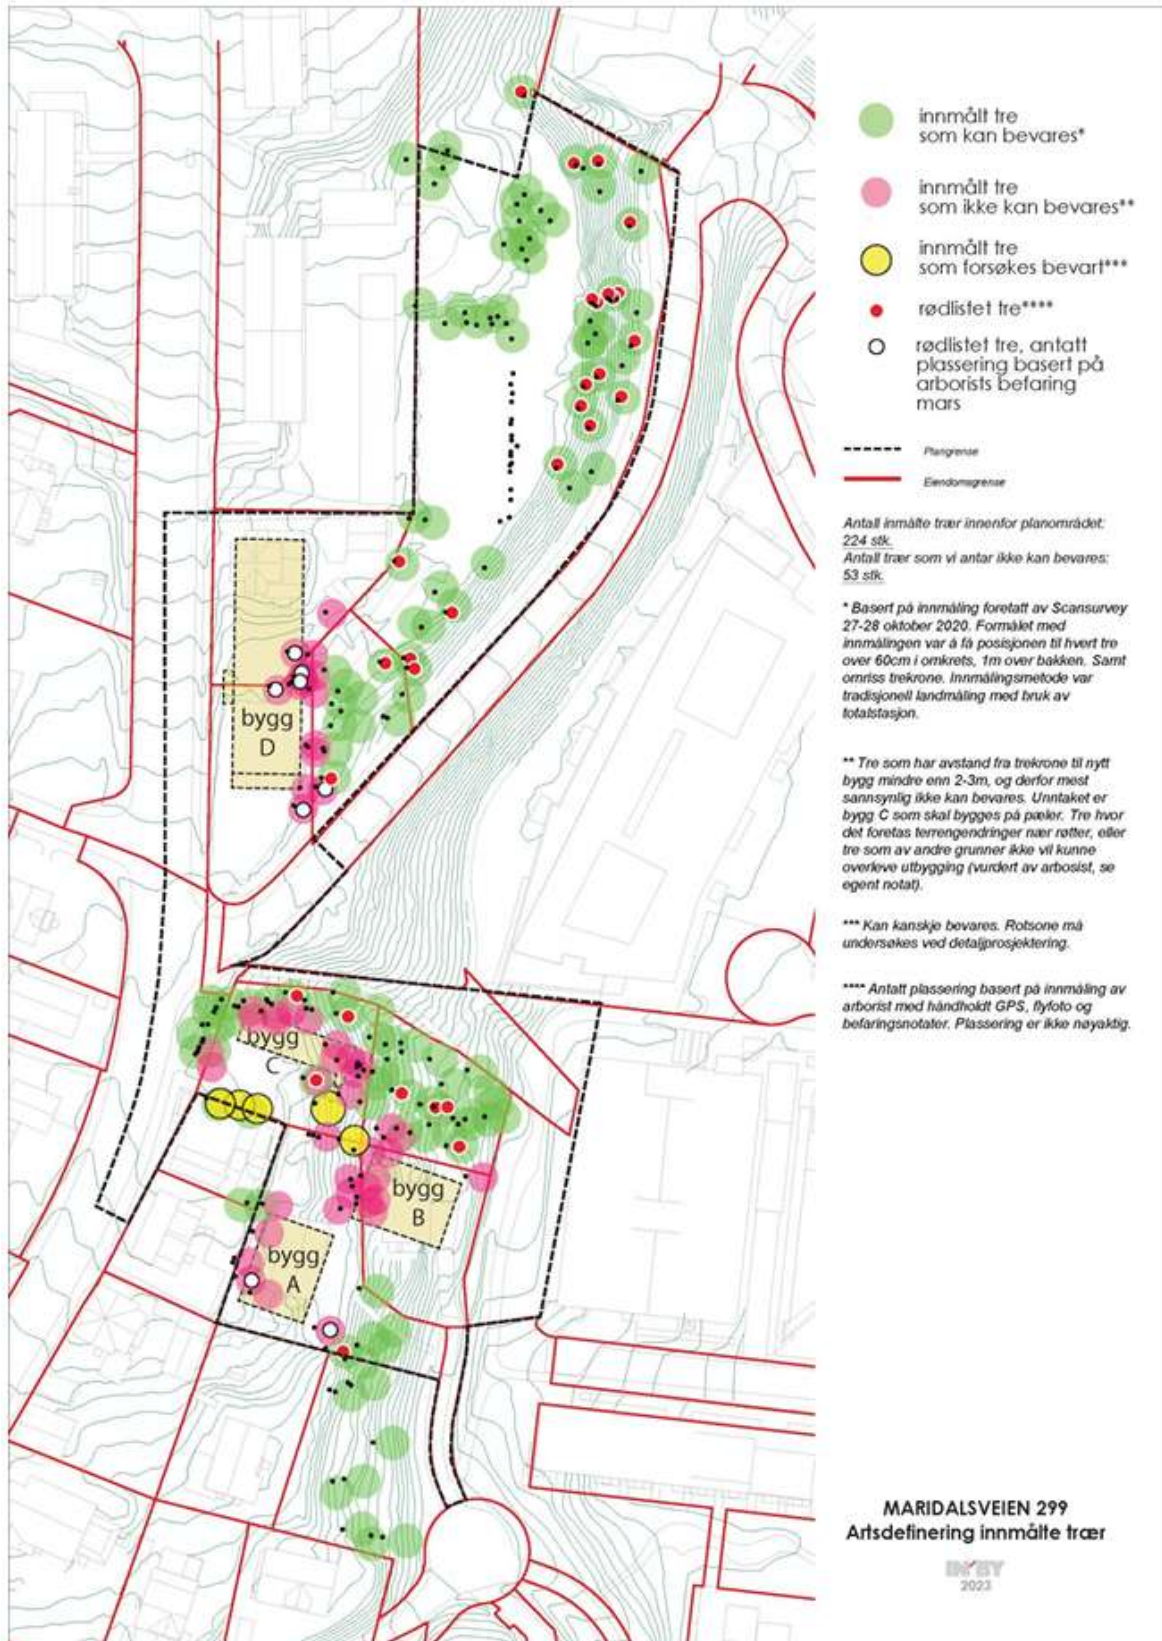 innmålt tre
som kan bevares*
innmålt tre
som ikke kan bevares**
innmålt tre
som forsøkes bevart***
rødlistet tre****
rødlistet tre, antatt
plassering basert på
arborists befaring
mars
Plangrense
Eiendomsgrense
Antall inmålte trær innenfor planområdet:
224 stk.
Antall trær som vi antar ikke kan bevares:
53 stk.
* Basert på innmåling foretatt av Scansurvey
27-28 oktober 2020. Formålet med
innmålingen var å få posisjonen til hvert tre
over 60cm i omkrets, 1m over bakken. Samt
omriss trekrone. Innmålingsmetode var
tradisjonell landmåling med bruk av
totalstasjon.
** Tre som har avstand fra trekrone til nytt
bygg mindre enn 2-3m, og derfor mest
sannsynlig ikke kan bevares. Unntaket er
bygg C som skal bygges på pæler. Tre hvor
det foretas terrengendringer nær røtter, eller
tre som av andre grunner ikke vil kunne
overleve utbygging (vurdert av arbosist, se
egent notat).
*** Kan kanskje bevares. Rotsone må
undersøkes ved detaljprosjektering.
**** Antatt plassering basert på innmåling av
arborist med håndholdt GPS, flyfoto og
befaringsnotater. Plassering er ikke nøyaktig.
bygg
D
bygg
C
bygg
B
bygg
A
MARIDALSVEIEN 299
Artsdefinering innmålte trær
IN'BY
2023